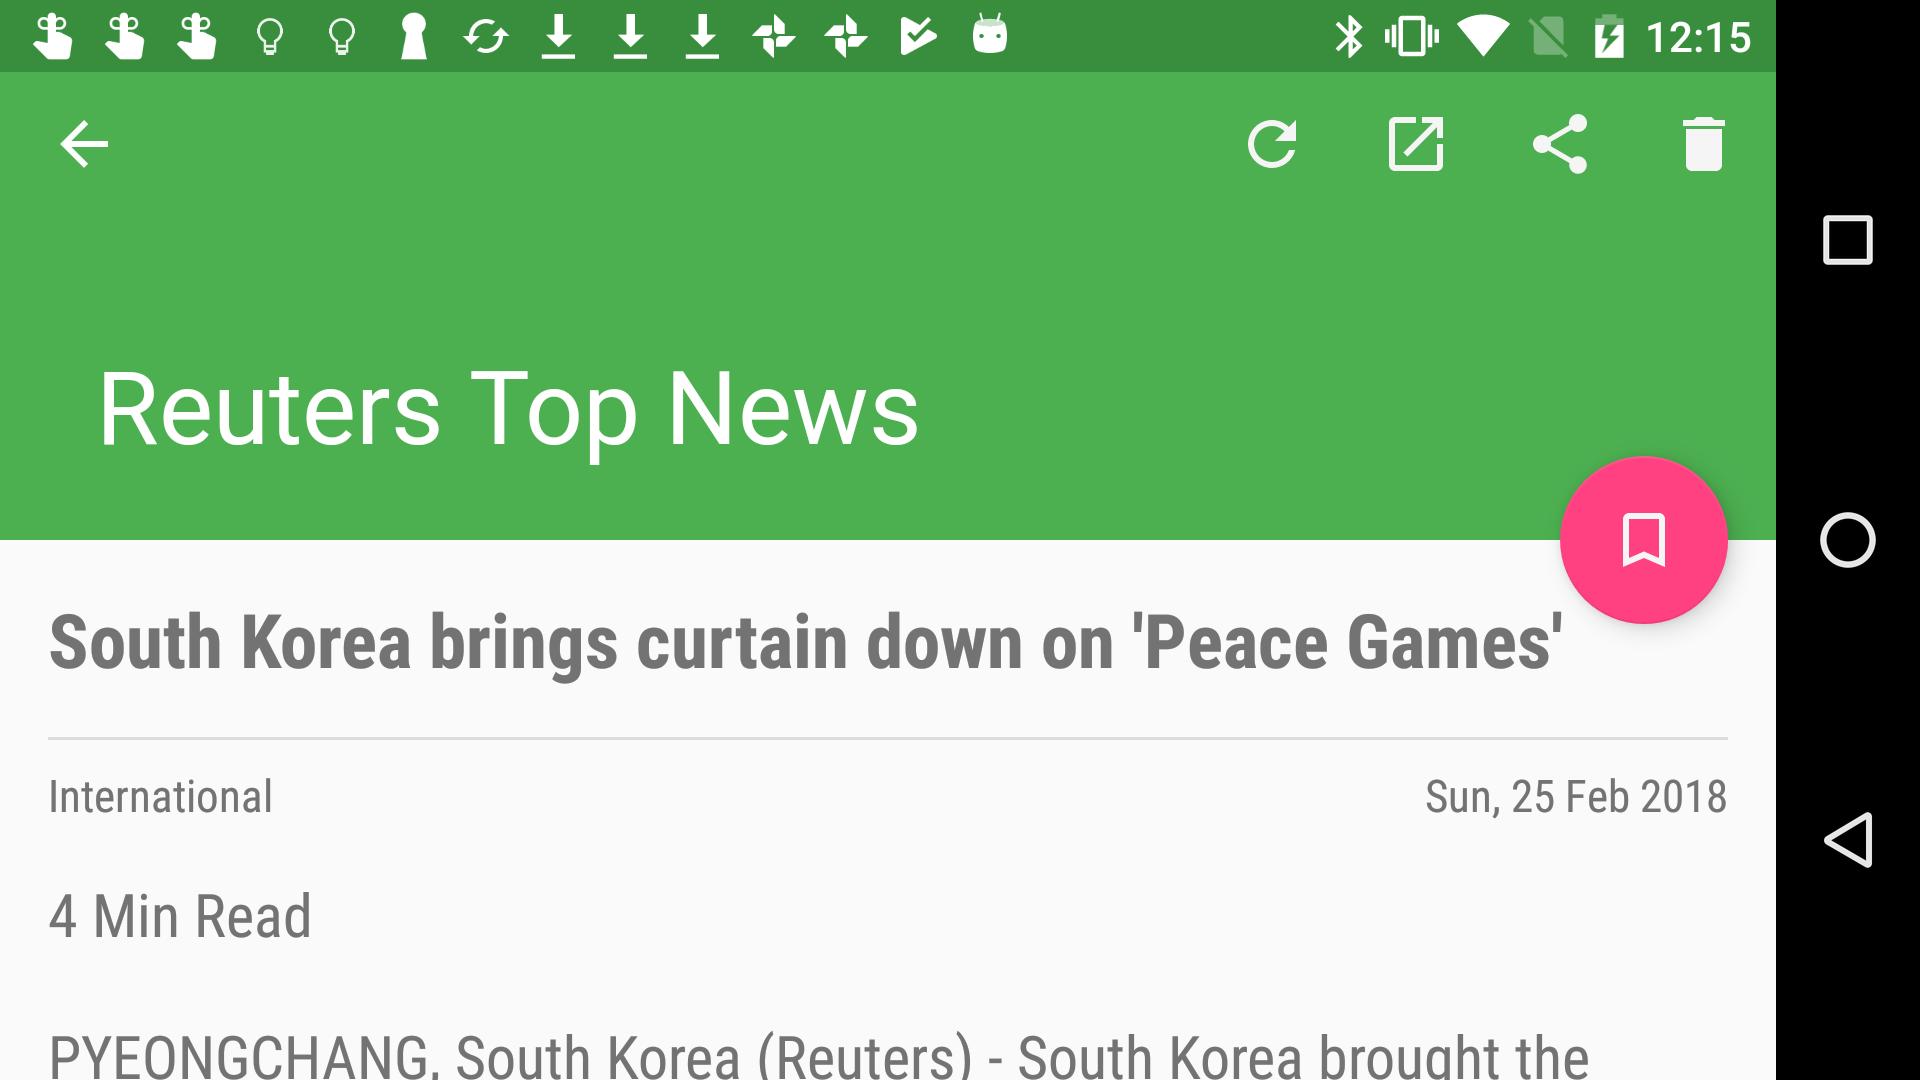 12:15
Reuters Top News
South Korea brings curtain down on 'Peace Games'
International
Sun, 25 Feb 2018
4 Min Read
PYEONGCHANG, South Korea (Reuters) - South Korea brought the